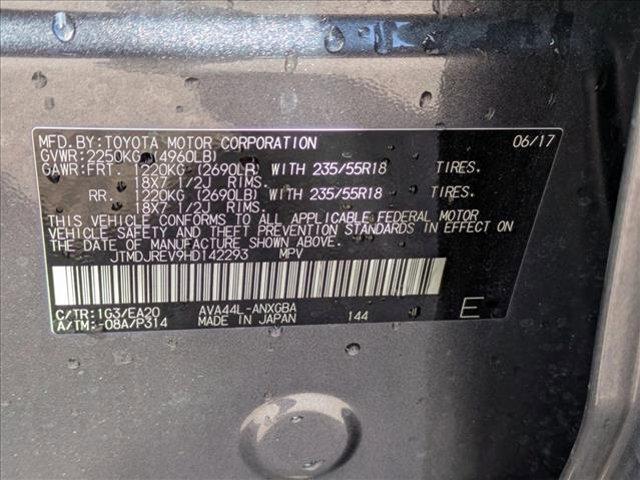 MFD. BY: TOYOTA MOTOR CORPORATION 06/17
GVWR: 2250KG (4960LB)
GAWR: FRT. 1220KG (2690LB) WITH 235/55R18 TIRES.
18X7 1/2J RIMS.
RR. 1220KG (2690LB) WITH 235/55R18 TIRES.
18X7 1/2J RIMS.
THIS VEHICLE CONFORMS TO ALL APPLICABLE FEDERAL MOTOR
VEHICLE SAFETY AND THEFT PREVENTION STANDARDS IN EFFECT ON
THE DATE OF MANUFACTURE SHOWN ABOVE.
JTMDJREV9HD142293 MPV
C/TR: 1G3/EA20 AVA44L-ANXGBA E
A/TM: -08A/P314 MADE IN JAPAN 144